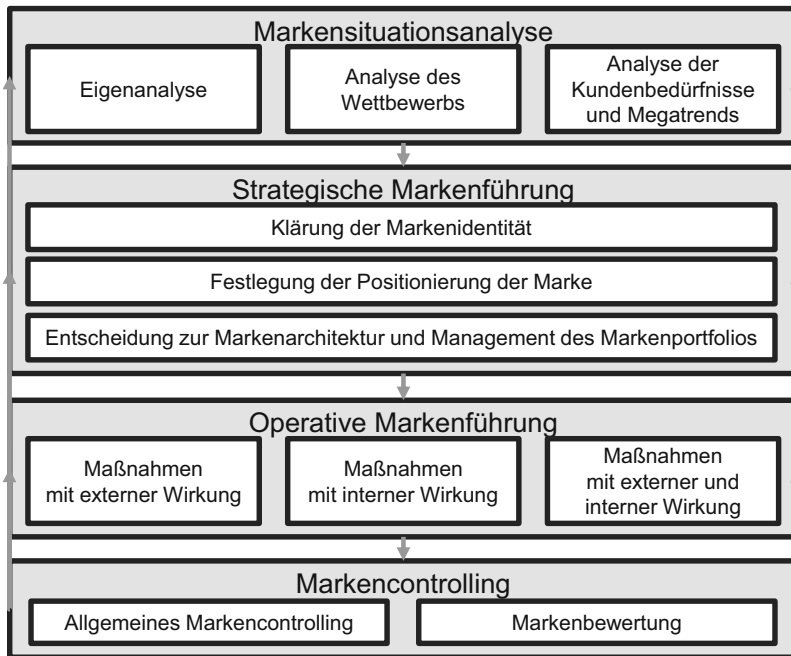 Markensituationsanalyse
Eigenanalyse
Analyse des
Wettbewerbs
Analyse der
Kundenbedürfnisse
und Megatrends
Strategische Markenführung
Klärung der Markenidentität
Festlegung der Positionierung der Marke
Entscheidung zur Markenarchitektur und Management des Markenportfolios
Operative Markenführung
Maßnahmen
mit externer Wirkung
Maßnahmen
mit interner Wirkung
Maßnahmen
mit externer und
interner Wirkung
Markencontrolling
Allgemeines Markencontrolling
Markenbewertung